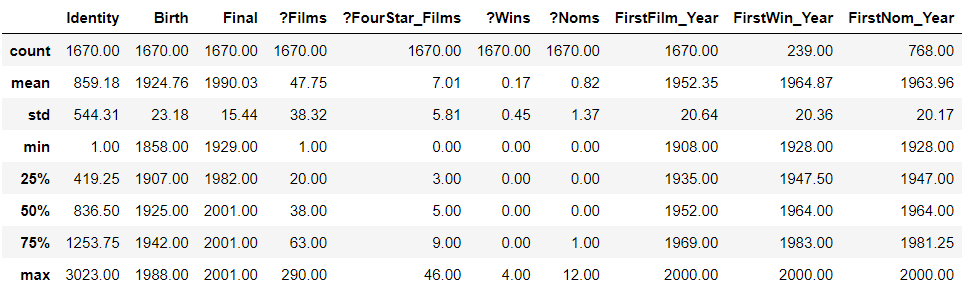 Identity Birth Final ?Films ?FourStar_Films ?Wins ?Noms FirstFilm_Year FirstWin_Year FirstNom_Year
count 1670.00 1670.00 1670.00 1670.00 1670.00 1670.00 1670.00 1670.00 239.00 768.00
mean 859.18 1924.76 1990.03 47.75 7.01 0.17 0.82 1952.35 1964.87 1963.96
std 544.31 23.18 15.44 38.32 5.81 0.45 1.37 20.64 20.36 20.17
min 1.00 1858.00 1929.00 1.00 0.00 0.00 0.00 1908.00 1928.00 1928.00
25% 419.25 1907.00 1982.00 20.00 3.00 0.00 0.00 1935.00 1947.50 1947.00
50% 836.50 1925.00 2001.00 38.00 5.00 0.00 0.00 1952.00 1964.00 1964.00
75% 1253.75 1942.00 2001.00 63.00 9.00 0.00 1.00 1969.00 1983.00 1981.25
max 3023.00 1988.00 2001.00 290.00 46.00 4.00 12.00 2000.00 2000.00 2000.00